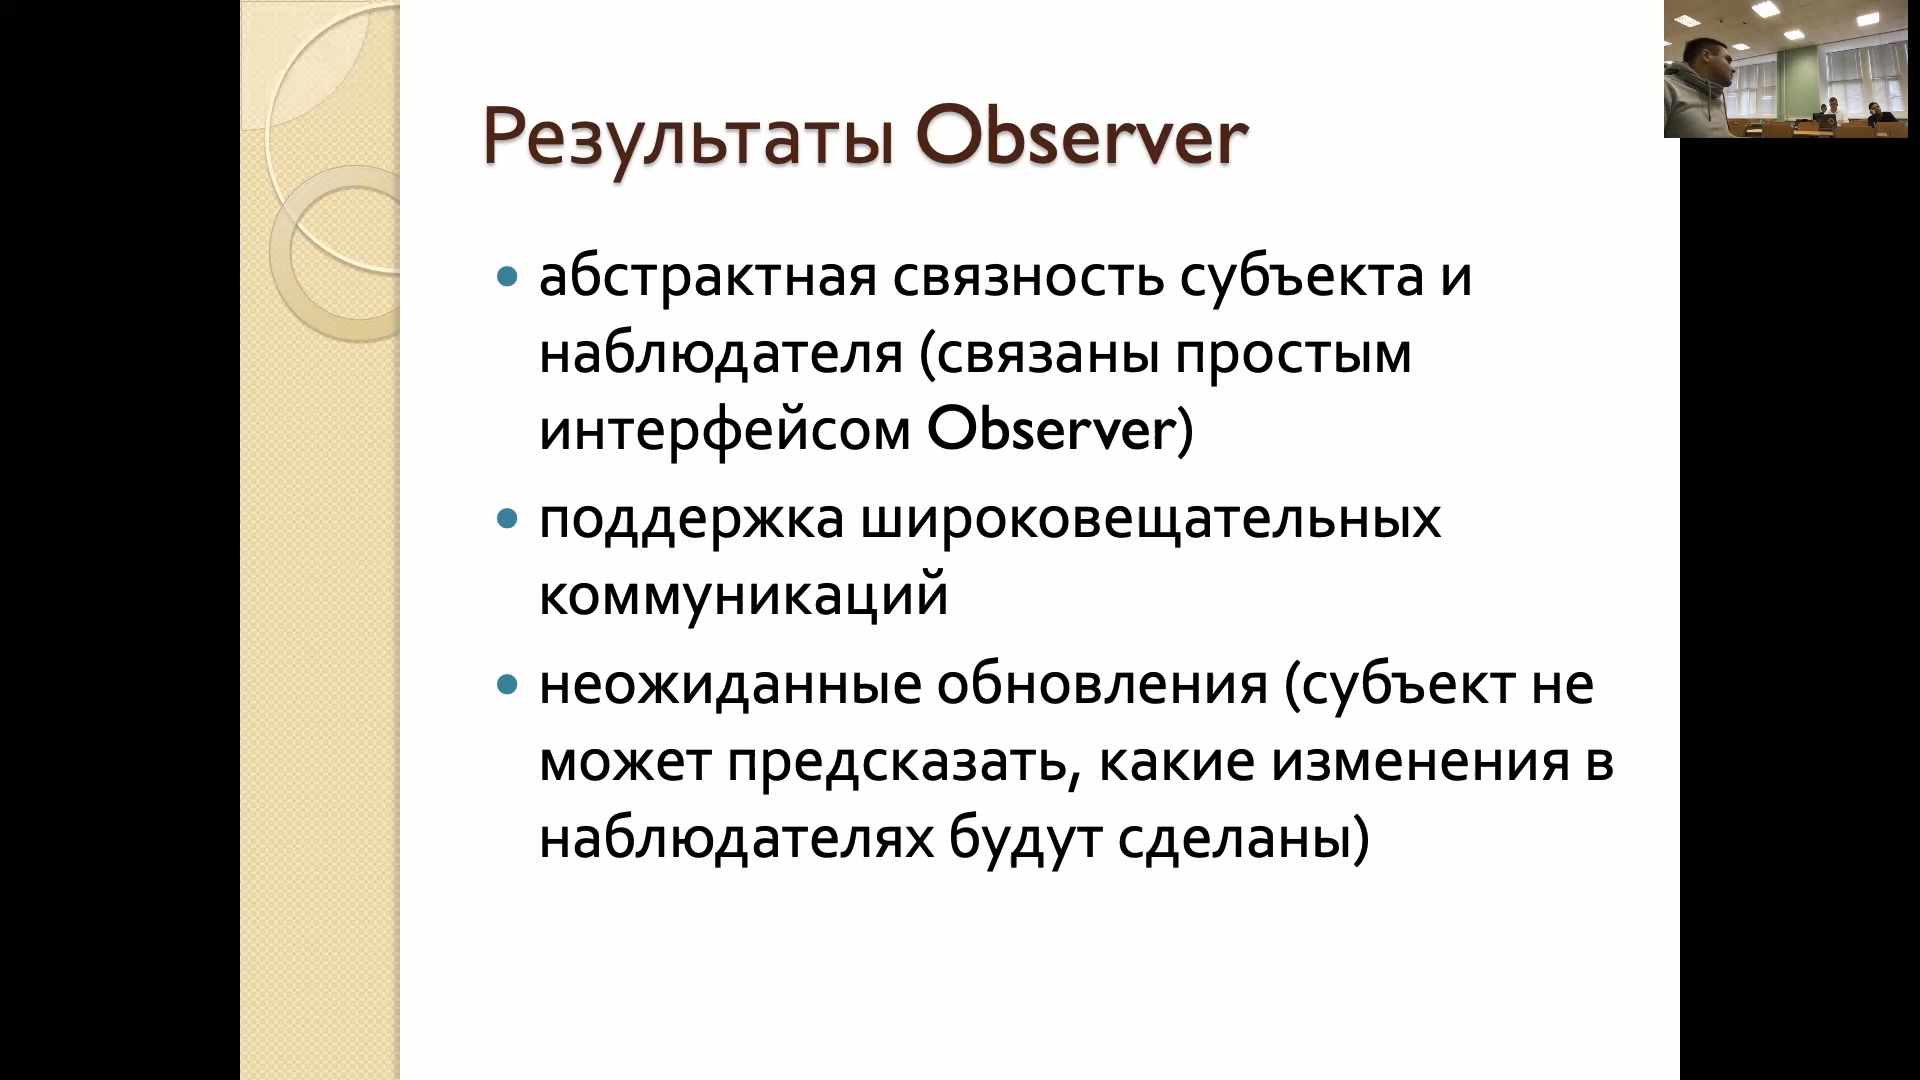 Результаты Observer
• абстрактная связность субъекта и
наблюдателя (связаны простым
интерфейсом Observer)
• поддержка широковещательных
коммуникаций
• неожиданные обновления (субъект не
может предсказать, какие изменения в
наблюдателях будут сделаны)